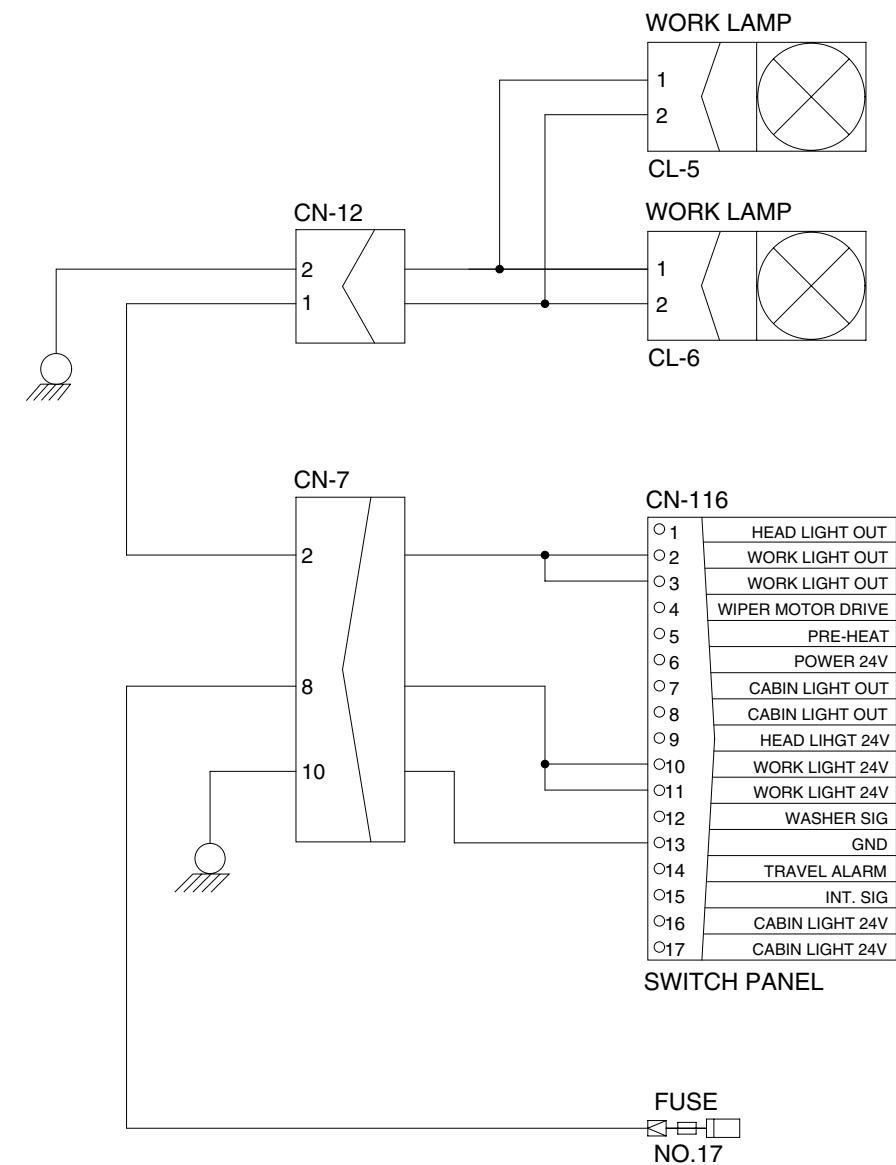 WORK LAMP
1
2
CL-5
WORK LAMP
1
2
CL-6
CN-12
2
1
CN-7
2
8
10
CN-116
1 HEAD LIGHT OUT
2 WORK LIGHT OUT
3 WORK LIGHT OUT
4 WIPER MOTOR DRIVE
5 PRE-HEAT
6 POWER 24V
7 CABIN LIGHT OUT
8 CABIN LIGHT OUT
9 HEAD LIHGT 24V
10 WORK LIGHT 24V
11 WORK LIGHT 24V
12 WASHER SIG
13 GND
14 TRAVEL ALARM
15 INT. SIG
16 CABIN LIGHT 24V
17 CABIN LIGHT 24V
SWITCH PANEL
FUSE
NO.17